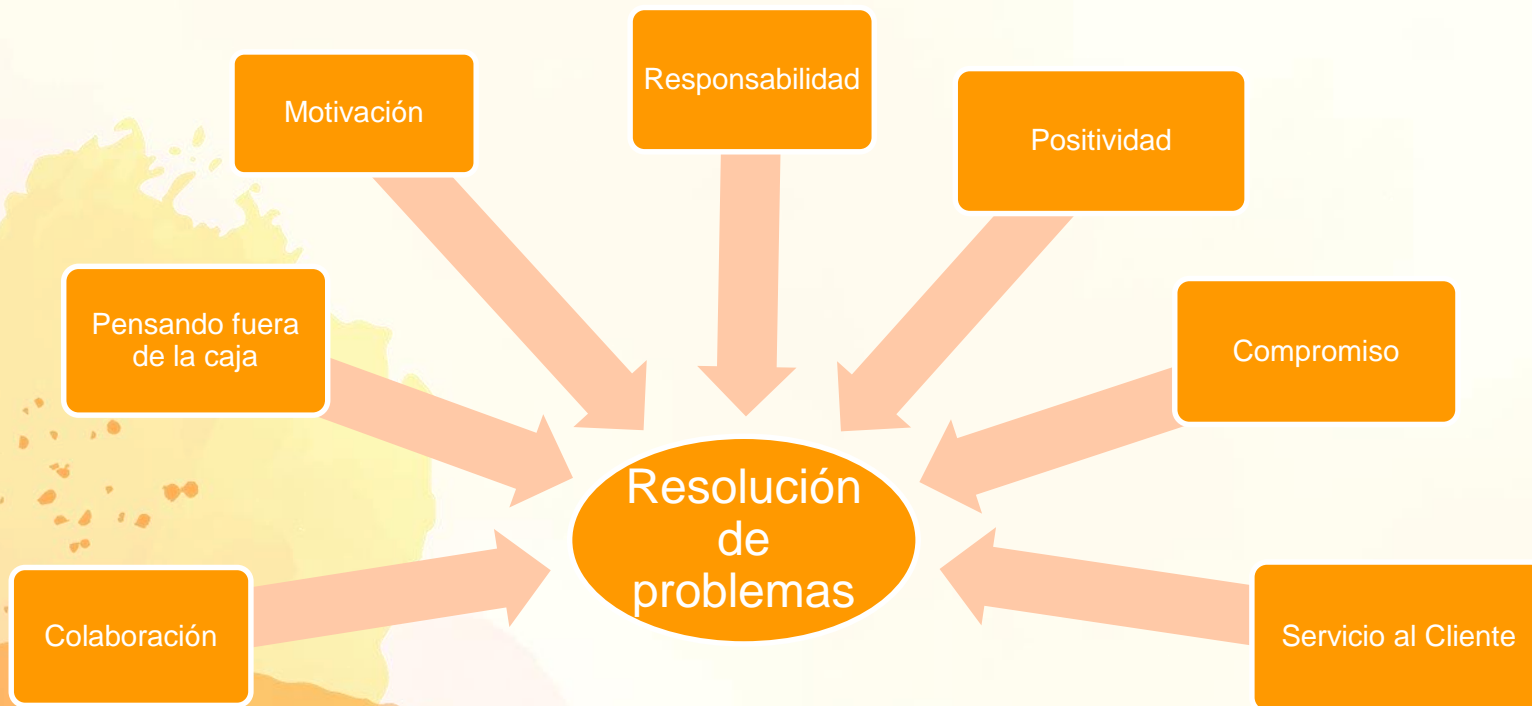 Responsabilidad
Motivación
Positividad
Pensando fuera
de la caja
Compromiso
Resolución
de
problemas
Colaboración
Servicio al Cliente